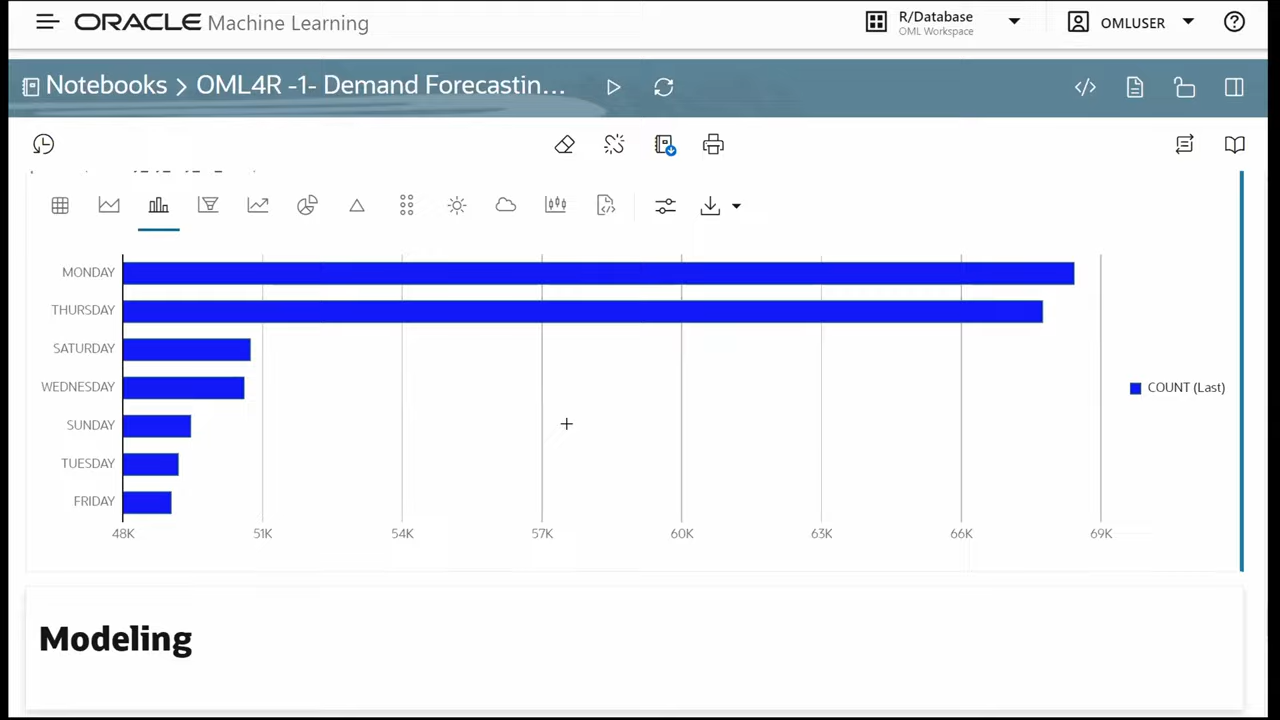 ORACLE Machine Learning
R/Database
OML Workspace
OMLUSER
Notebooks > OML4R -1- Demand Forecastin...
MONDAY
THURSDAY
SATURDAY
WEDNESDAY
SUNDAY
TUESDAY
FRIDAY
48K 51K 54K 57K 60K 63K 66K 69K
COUNT (Last)
Modeling